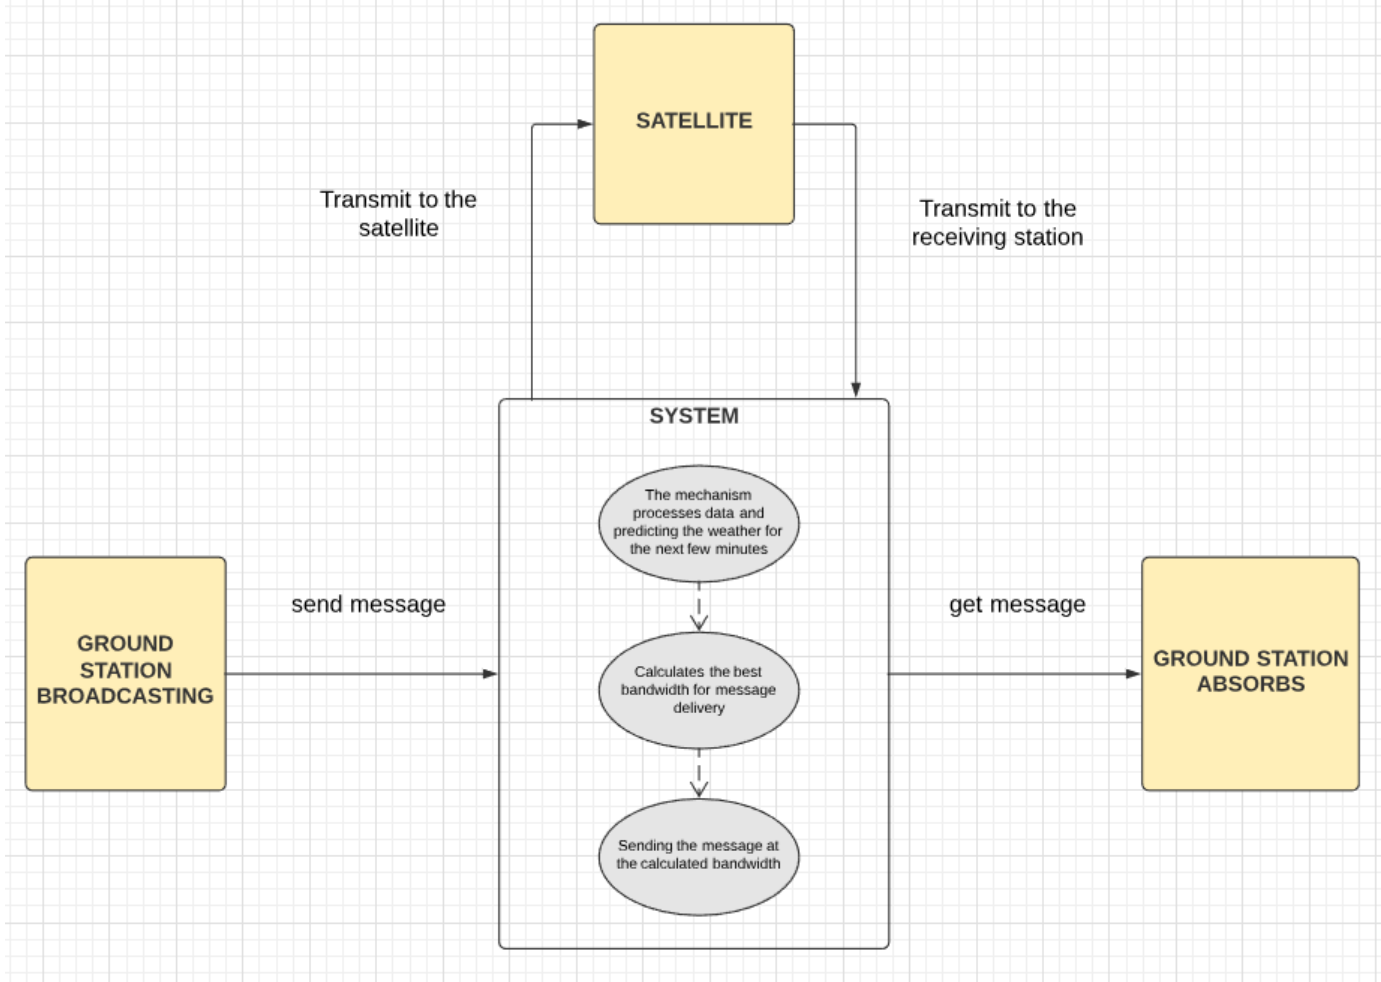 SATELLITE
Transmit to the
satellite
Transmit to the
receiving station
SYSTEM
The mechanism
processes data and
predicting the weather for
the next few minutes
send message
get message
GROUND
STATION
BROADCASTING
Calculates the best
bandwidth for message
delivery
GROUND STATION
ABSORBS
Sending the message at
the calculated bandwidth